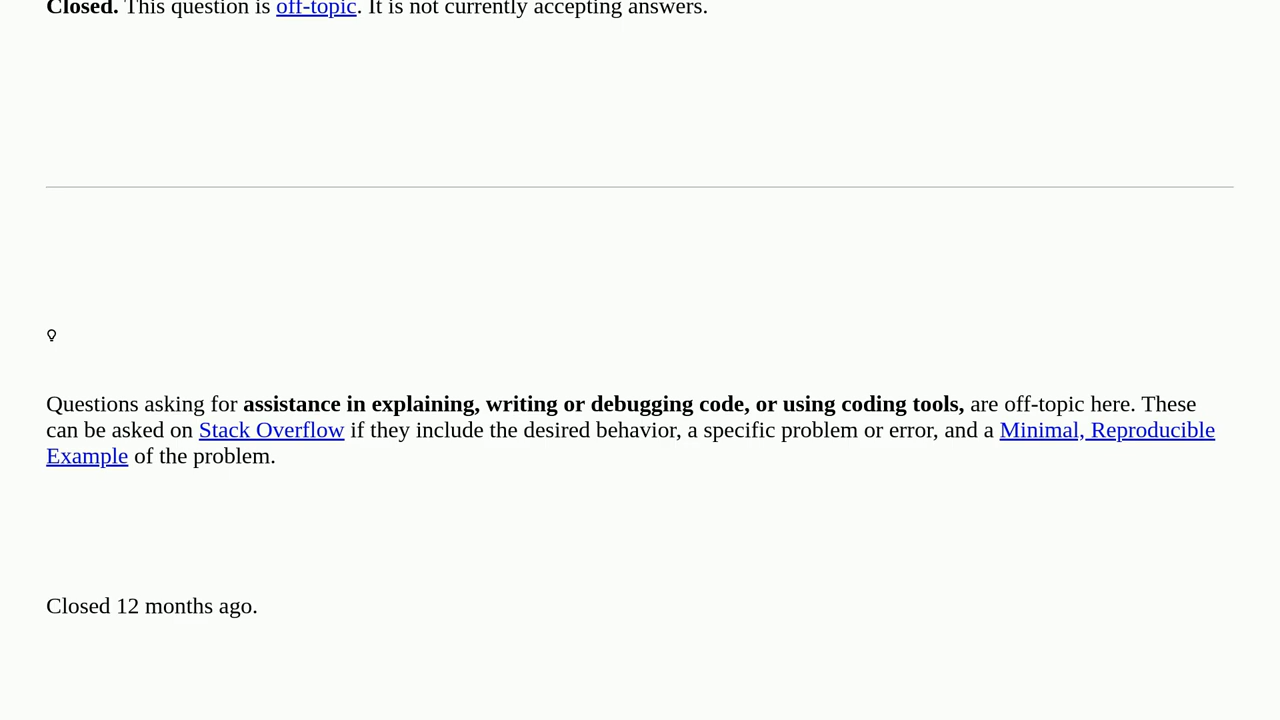 Closed. This question is off-topic. It is not currently accepting answers.
Questions asking for assistance in explaining, writing or debugging code, or using coding tools, are off-topic here. These
can be asked on Stack Overflow if they include the desired behavior, a specific problem or error, and a Minimal, Reproducible
Example of the problem.
Closed 12 months ago.